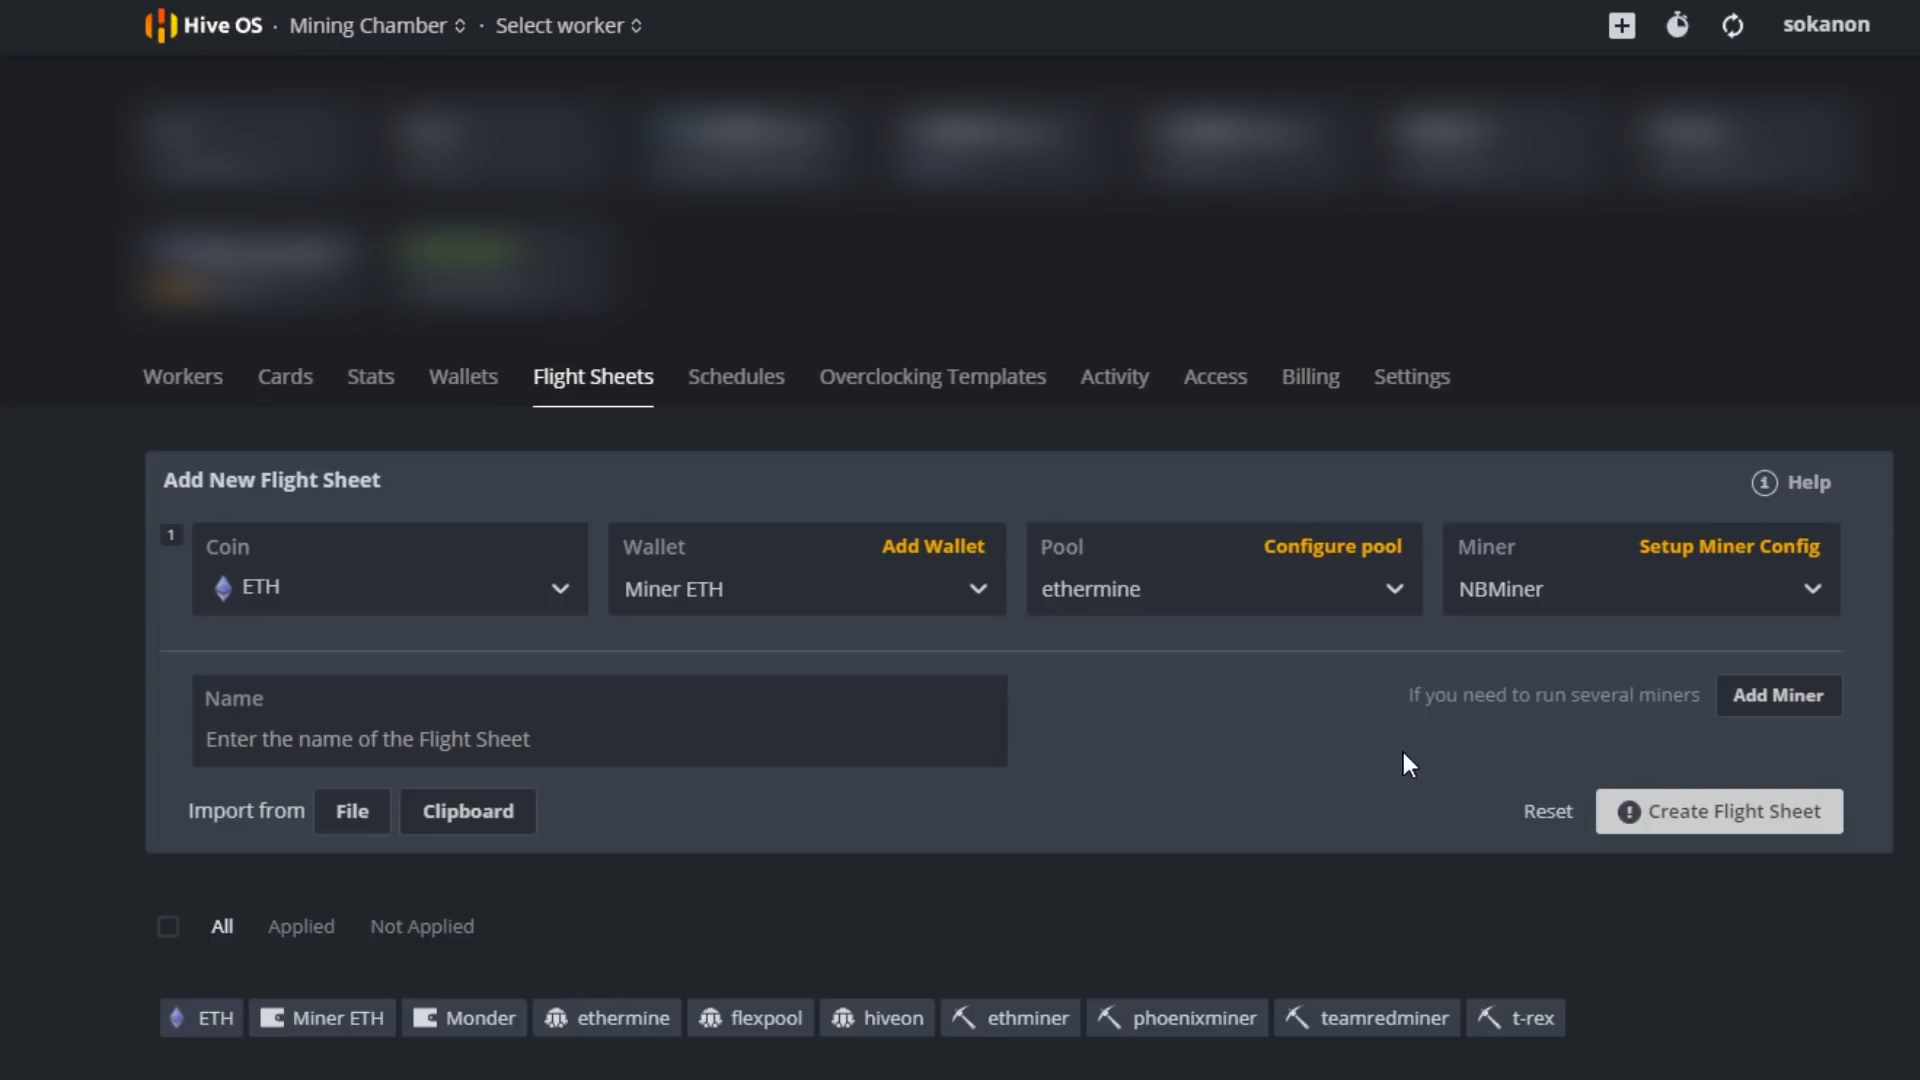 Hive OS · Mining Chamber · Select worker
sokanon
Workers Cards Stats Wallets Flight Sheets Schedules Overclocking Templates Activity Access Billing Settings
Add New Flight Sheet
Help
1
Coin
ETH
Wallet Add Wallet
Miner ETH
Pool Configure pool
ethermine
Miner Setup Miner Config
NBMiner
Name
Enter the name of the Flight Sheet
If you need to run several miners Add Miner
Import from File Clipboard
Reset Create Flight Sheet
All Applied Not Applied
ETH Miner ETH Monder ethermine flexpool hiveon ethminer phoenixminer teamredminer t-rex